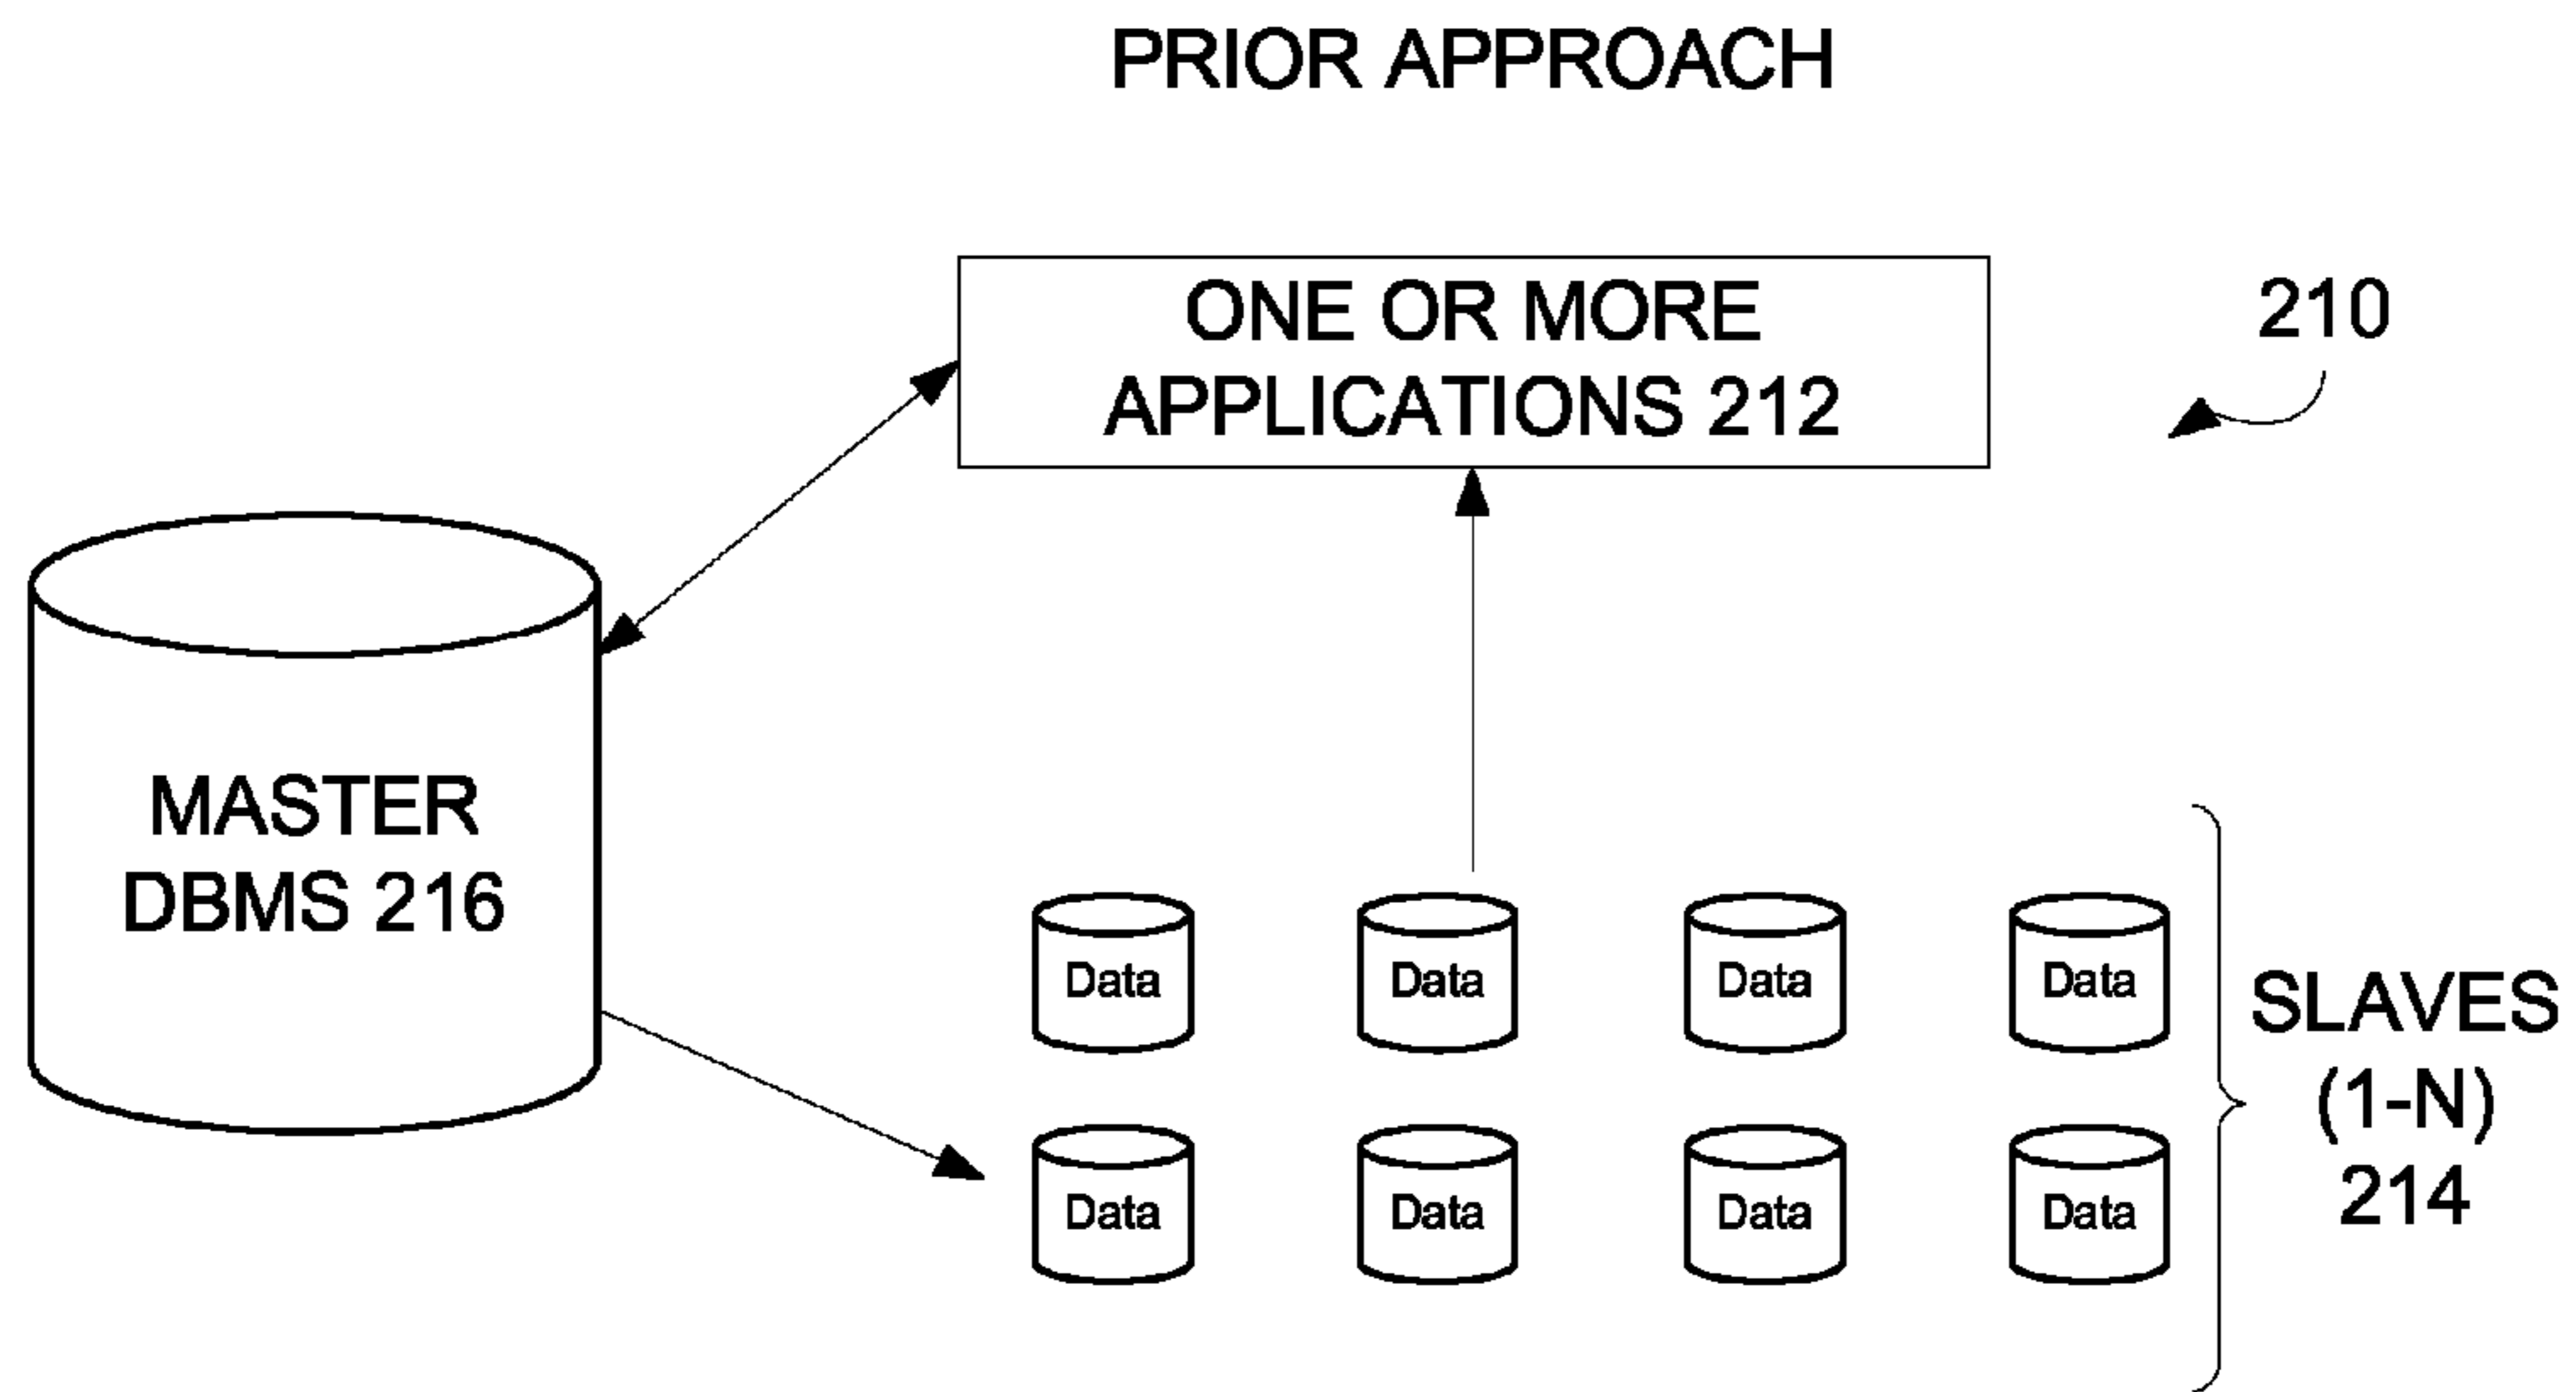 PRIOR APPROACH
ONE OR MORE
APPLICATIONS 212
210
MASTER
DBMS 216
Data
Data
Data
Data
Data
Data
Data
Data
SLAVES
(1-N)
214